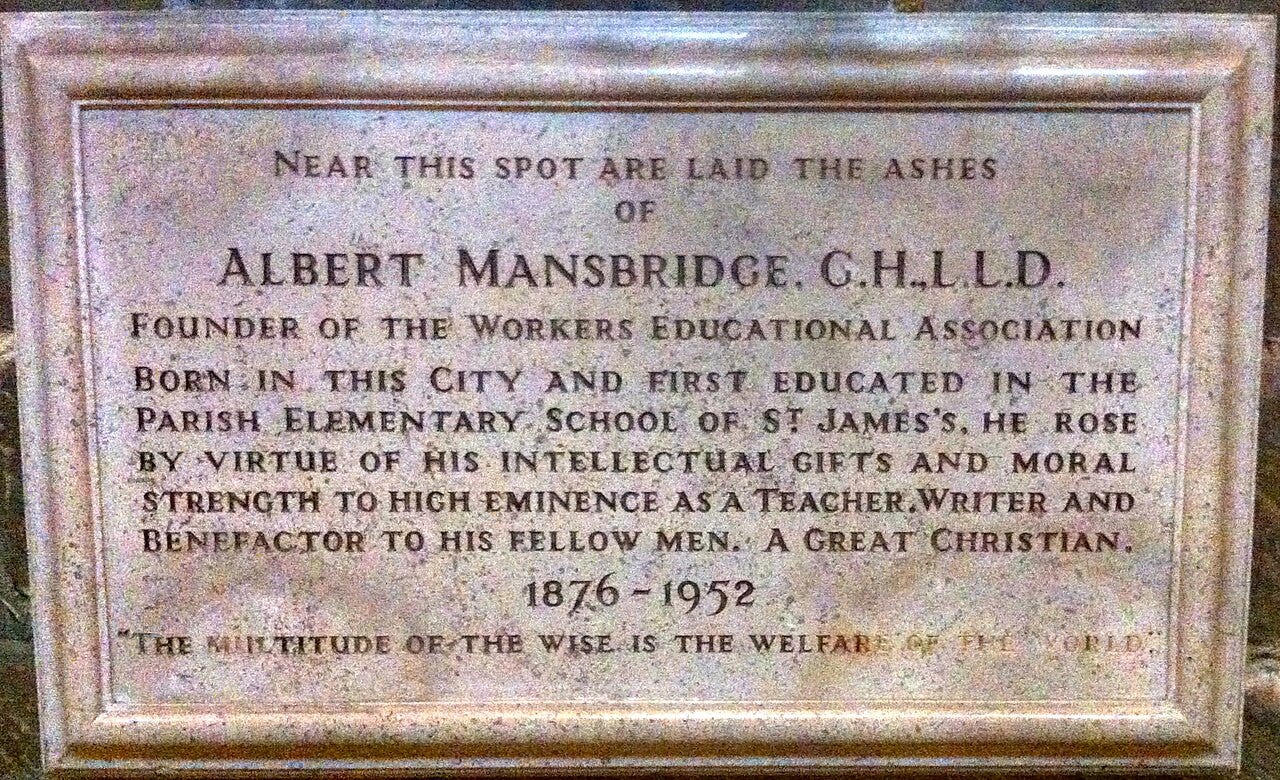 NEAR THIS SPOT ARE LAID THE ASHES
OF
ALBERT MANSBRIDGE. C.H.,L.L.D.
FOUNDER OF THE WORKERS EDUCATIONAL ASSOCIATION
BORN IN THIS CITY AND FIRST EDUCATED IN THE
PARISH ELEMENTARY SCHOOL OF ST JAMES'S. HE ROSE
BY VIRTUE OF HIS INTELLECTUAL GIFTS AND MORAL
STRENGTH TO HIGH EMINENCE AS A TEACHER, WRITER AND
BENEFACTOR TO HIS FELLOW MEN. A GREAT CHRISTIAN.
1876-1952
"THE MULTITUDE OF THE WISE IS THE WELFARE OF THE WORLD."